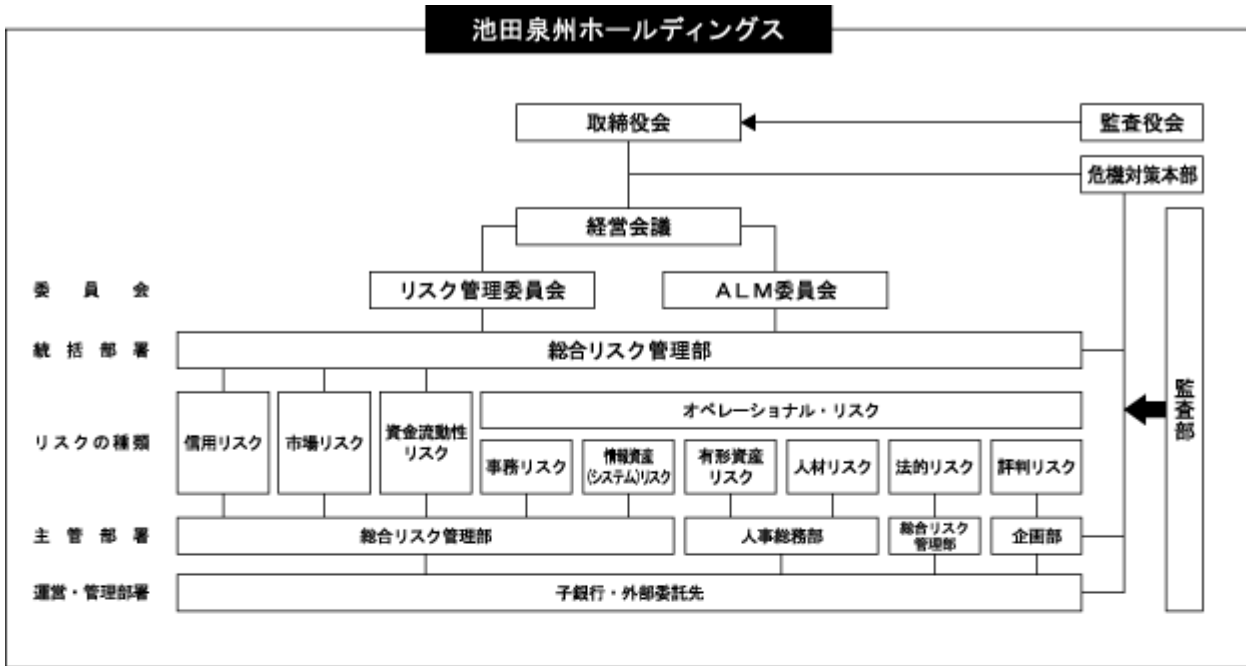 池田泉州ホールディングス
取締役会
監査役会
危機対策本部
経営会議
委員会
リスク管理委員会
ALM委員会
統括部署
総合リスク管理部
監査部
リスクの種類
信用リスク
市場リスク
資金流動性
リスク
オペレーショナル・リスク
事務リスク
情報資産
(システム)リスク
有形資産
リスク
人材リスク
法的リスク
評判リスク
主管部署
総合リスク管理部
人事総務部
総合リスク
管理部
企画部
運営・管理部署
子銀行・外部委託先